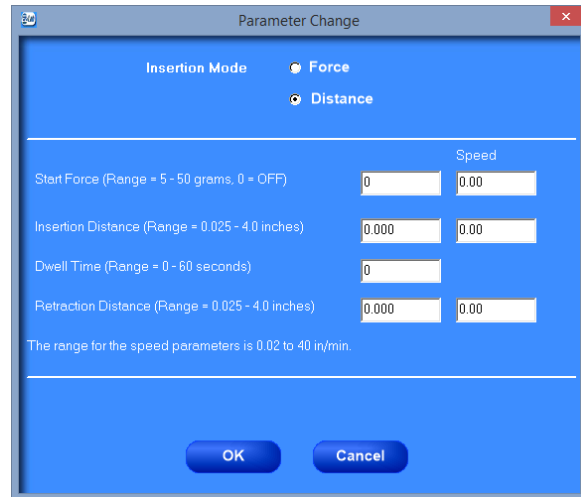 Parameter Change
Insertion Mode
Force
Distance
Speed
Start Force (Range = 5 - 50 grams, 0 = OFF)
0
0.00
Insertion Distance (Range = 0.025 - 4.0 inches)
0.000
0.00
Dwell Time (Range = 0 - 60 seconds)
0
Retraction Distance (Range = 0.025 - 4.0 inches)
0.000
0.00
The range for the speed parameters is 0.02 to 40 in/min.
OK
Cancel